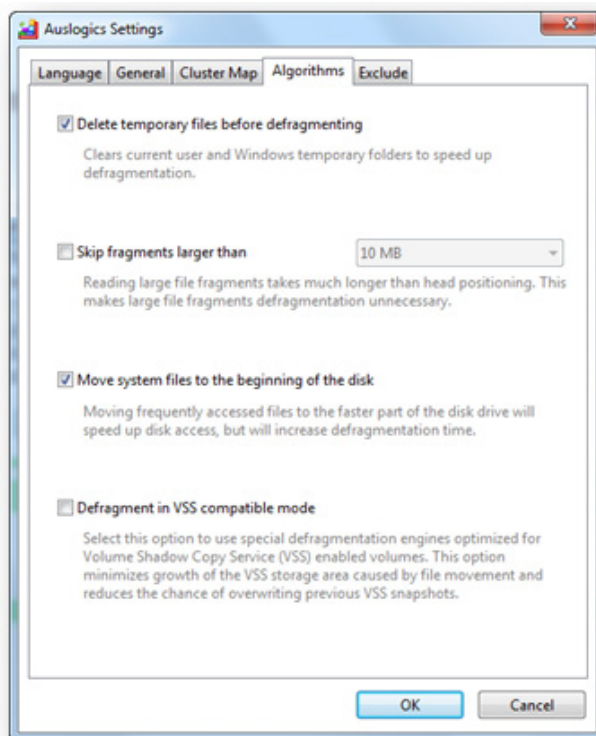 Auslogics Settings
Language General Cluster Map Algorithms Exclude
Delete temporary files before defragmenting
Clears current user and Windows temporary folders to speed up
defragmentation.
Skip fragments larger than 10 MB
Reading large file fragments takes much longer than head positioning. This
makes large file fragments defragmentation unnecessary.
Move system files to the beginning of the disk
Moving frequently accessed files to the faster part of the disk drive will
speed up disk access, but will increase defragmentation time.
Defragment in VSS compatible mode
Select this option to use special defragmentation engines optimized for
Volume Shadow Copy Service (VSS) enabled volumes. This option
minimizes growth of the VSS storage area caused by file movement and
reduces the chance of overwriting previous VSS snapshots.
OK Cancel